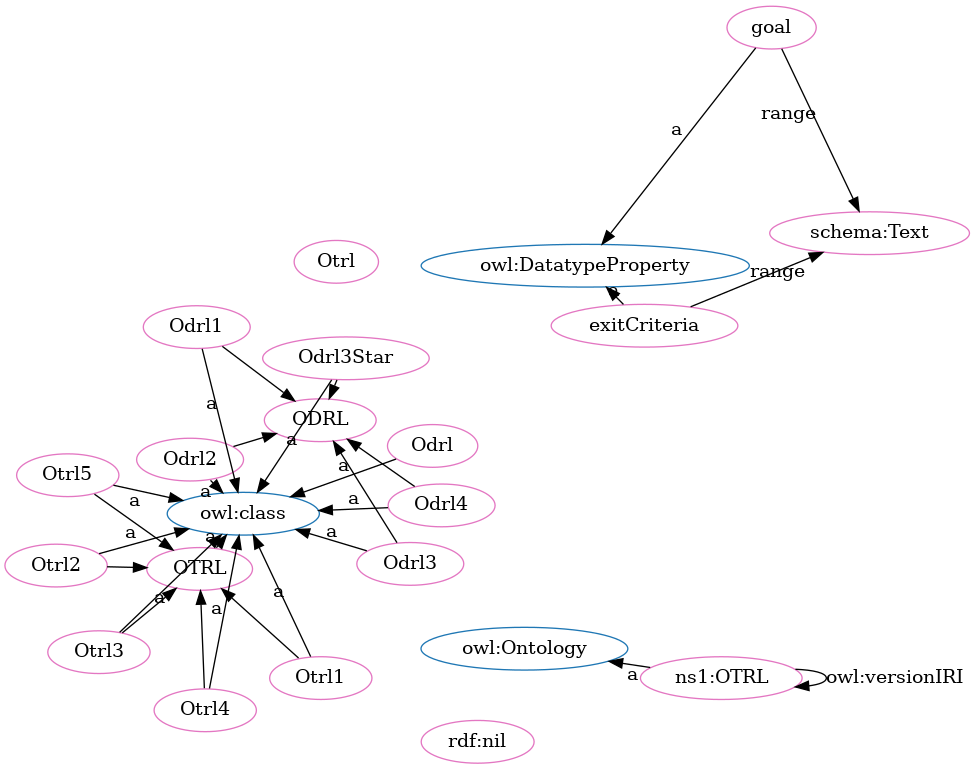 goal
range
a
schema:Text
Otrl
owl:DatatypeProperty
range
exitCriteria
Odrl1
Odrl3Star
a
ODRL
a
Odrl
Odrl2
a
Otrl5
a
a
a
Odrl4
owl:class
a
a
a
Odrl3
Otrl2
OTRL
a
a
a
Otrl3
owl:Ontology
a
ns1:OTRL
owl:versionIRI
Otrl1
Otrl4
rdf:nil